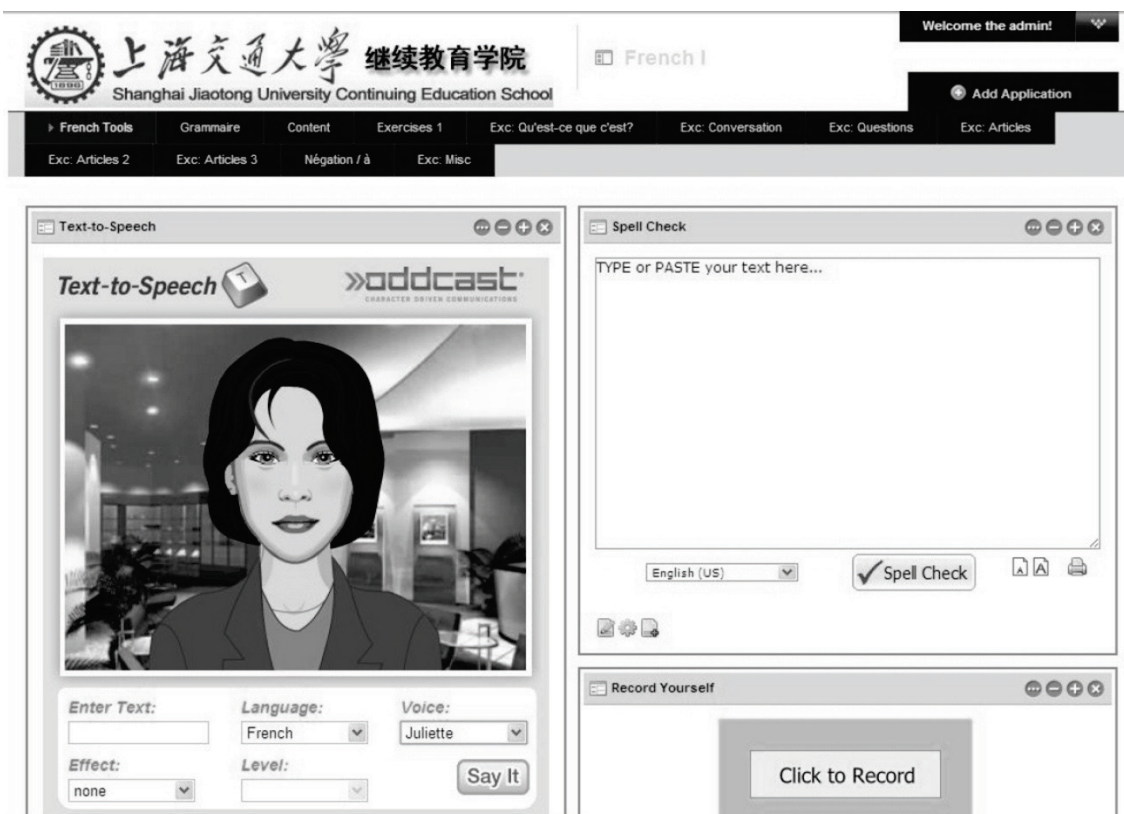 Welcome the admin!
上海交通大學 继续教育学院
1896
Shanghai Jiaotong University Continuing Education School
French I
Add Application
French Tools Grammaire Content Exercises 1 Exc: Qu'est-ce que c'est? Exc: Conversation Exc: Questions Exc: Articles
Exc: Articles 2 Exc: Articles 3 Négation / à Exc: Misc
Text-to-Speech
Text-to-Speech T oddcast
CHARACTER DRIVEN COMMUNICATIONS
Enter Text: Language: Voice:
French Juliette
Effect: Level:
none Say It
Spell Check
TYPE or PASTE your text here...
English (US) Spell Check A A
Record Yourself
Click to Record